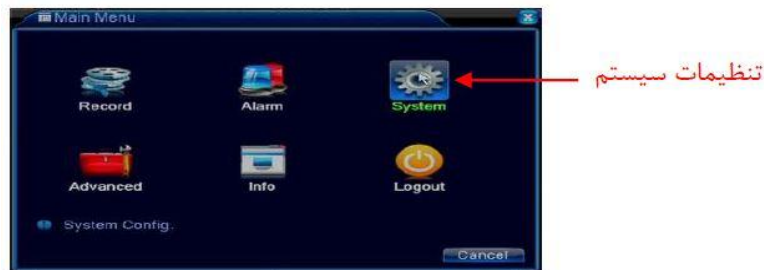 Main Menu
Record
Alarm
System
تنظیمات سیستم
Advanced
Info
Logout
System Config.
Cancel